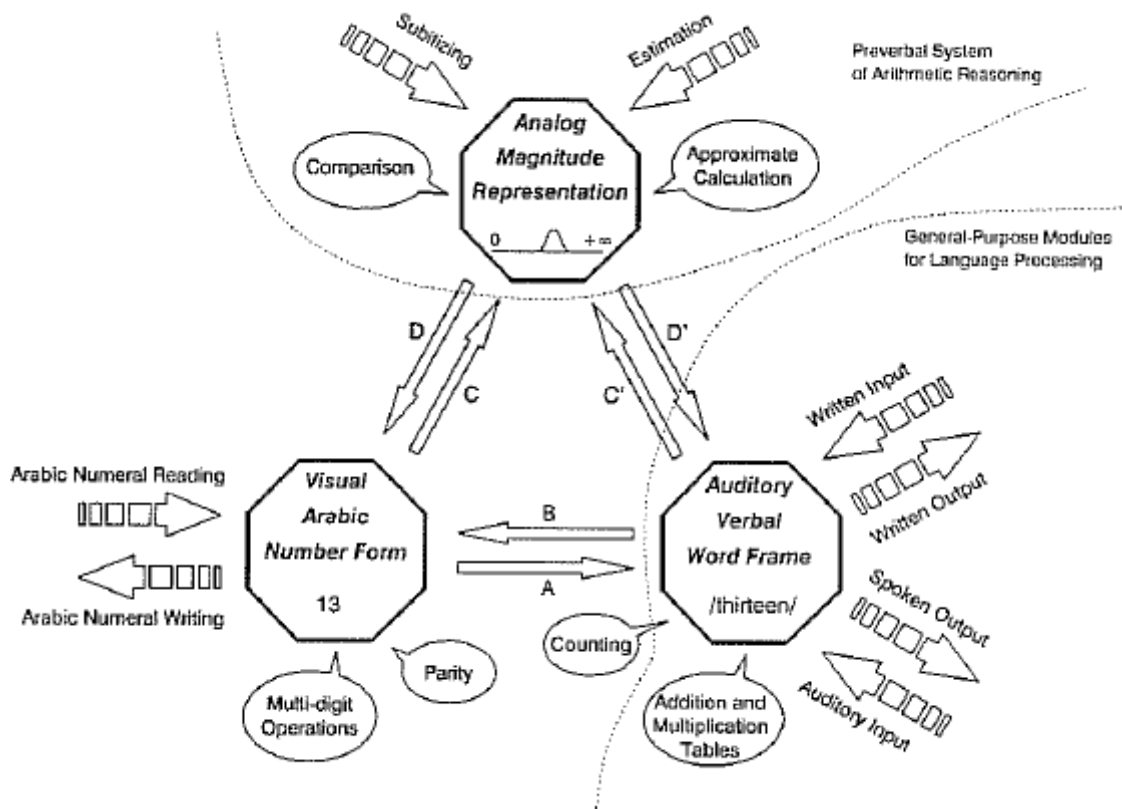 Subitizing
Estimation
Preverbal System
of Arithmetic Reasoning
Analog
Magnitude
Representation
0 +∞
Comparison
Approximate
Calculation
General-Purpose Modules
for Language Processing
D
C
D'
C'
Written Input
Written Output
Arabic Numeral Reading
Arabic Numeral Writing
Visual
Arabic
Number Form
13
B
A
Auditory
Verbal
Word Frame
/thirteen/
Spoken Output
Auditory Input
Counting
Parity
Multi-digit
Operations
Addition and
Multiplication
Tables